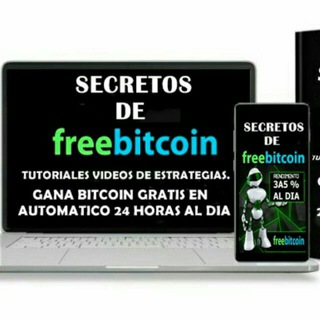 SECRETOS
DE
freebitcoin
TUTORIALES VIDEOS DE ESTRATEGIAS.
GANA BITCOIN GRATIS EN
AUTOMATICO 24 HORAS AL DIA
SECRETOS
DE
freebitcoin
RENDIMIENTO
3A5 %
AL DIA
freebitcoin